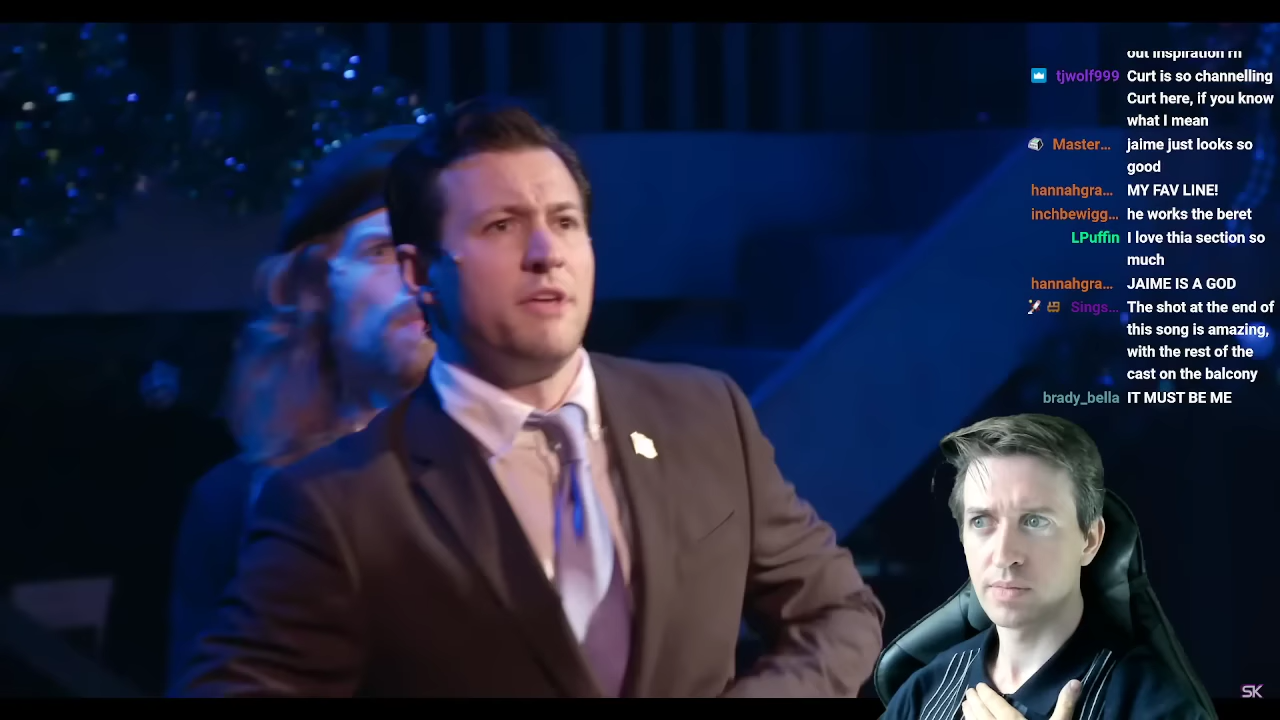 out inspiration rn
tjwolf999 Curt is so channelling
Curt here, if you know
what I mean
Master... jaime just looks so
good
hannahgra... MY FAV LINE!
inchbewigg... he works the beret
LPuffin I love thia section so
much
hannahgra... JAIME IS A GOD
Sings... The shot at the end of
this song is amazing,
with the rest of the
cast on the balcony
brady_bella IT MUST BE ME
SK